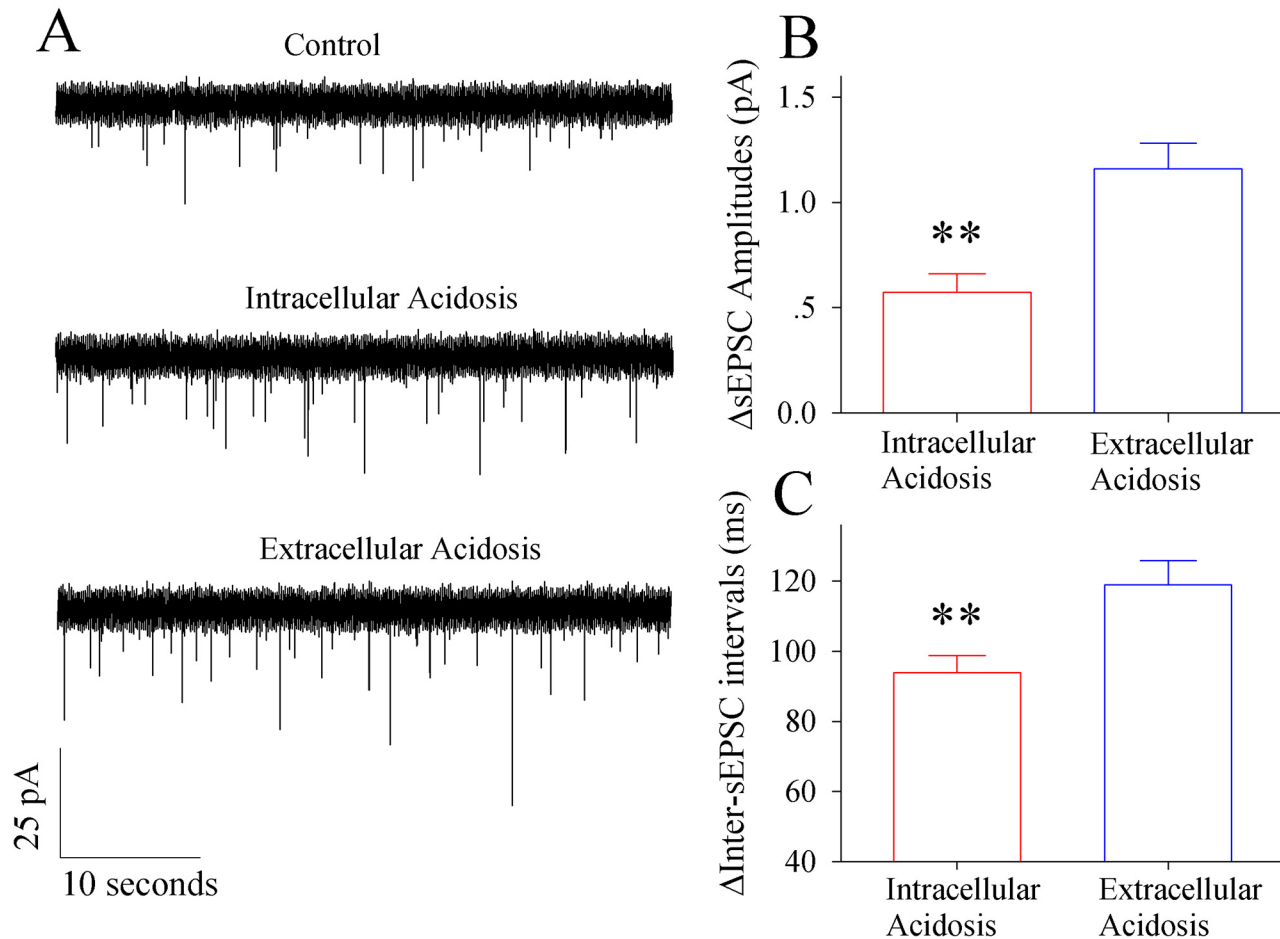 A
Control
Intracellular Acidosis
Extracellular Acidosis
25 pA
10 seconds
B
ΔsEPSC Amplitudes (pA)
1.5
1.0
.5
0.0
**
Intracellular
Acidosis
Extracellular
Acidosis
C
ΔInter-sEPSC intervals (ms)
120
100
80
60
40
**
Intracellular
Acidosis
Extracellular
Acidosis